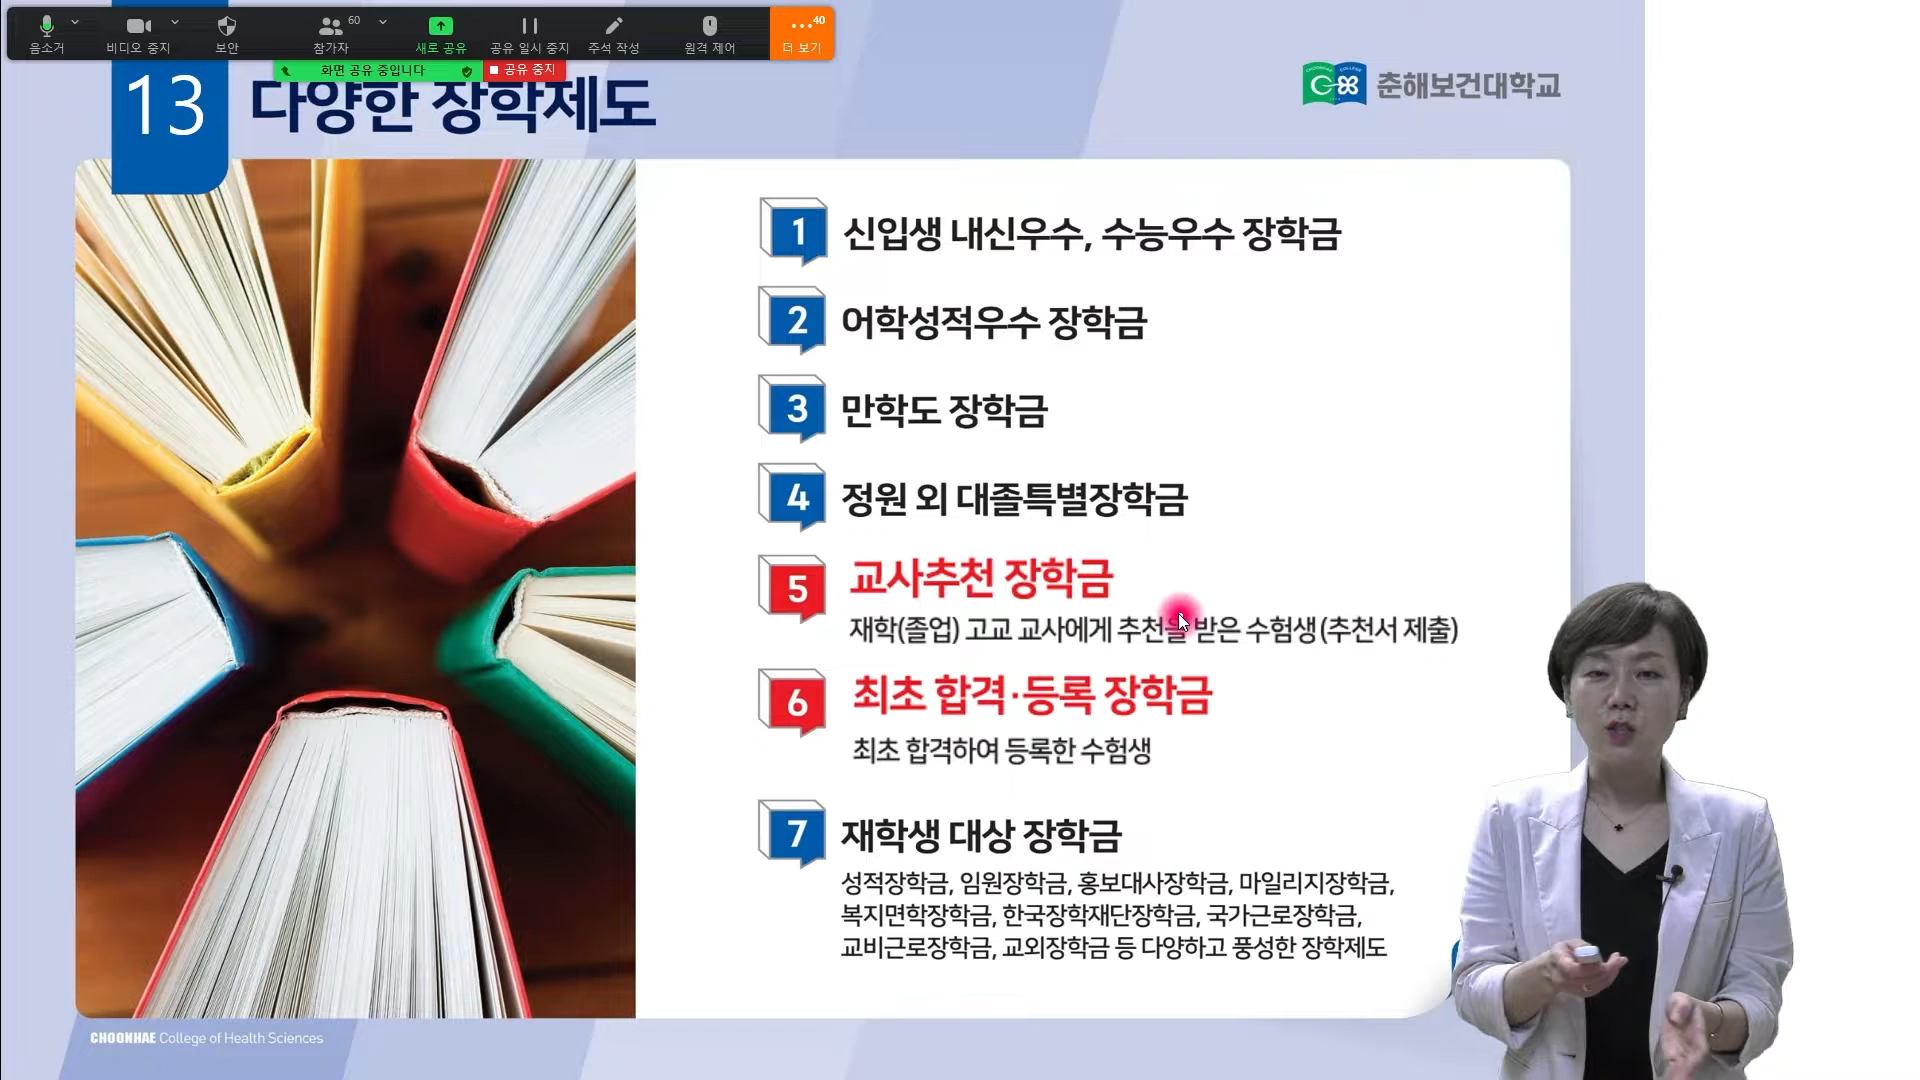 음소거
비디오 중지
보안
60
참가자
새로 공유
공유 일시 중지
주석 작성
원격 제어
40
더 보기
화면 공유 중입니다
공유 중지
13
다양한 장학제도
춘해보건대학교
1 신입생 내신우수, 수능우수 장학금
2 어학성적우수 장학금
3 만학도 장학금
4 정원 외 대졸특별장학금
5 교사추천 장학금
재학(졸업) 고교 교사에게 추천을 받은 수험생(추천서 제출)
6 최초 합격·등록 장학금
최초 합격하여 등록한 수험생
7 재학생 대상 장학금
성적장학금, 임원장학금, 홍보대사장학금, 마일리지장학금,
복지면학장학금, 한국장학재단장학금, 국가근로장학금,
교비근로장학금, 교외장학금 등 다양하고 풍성한 장학제도
CHOONHAE College of Health Sciences